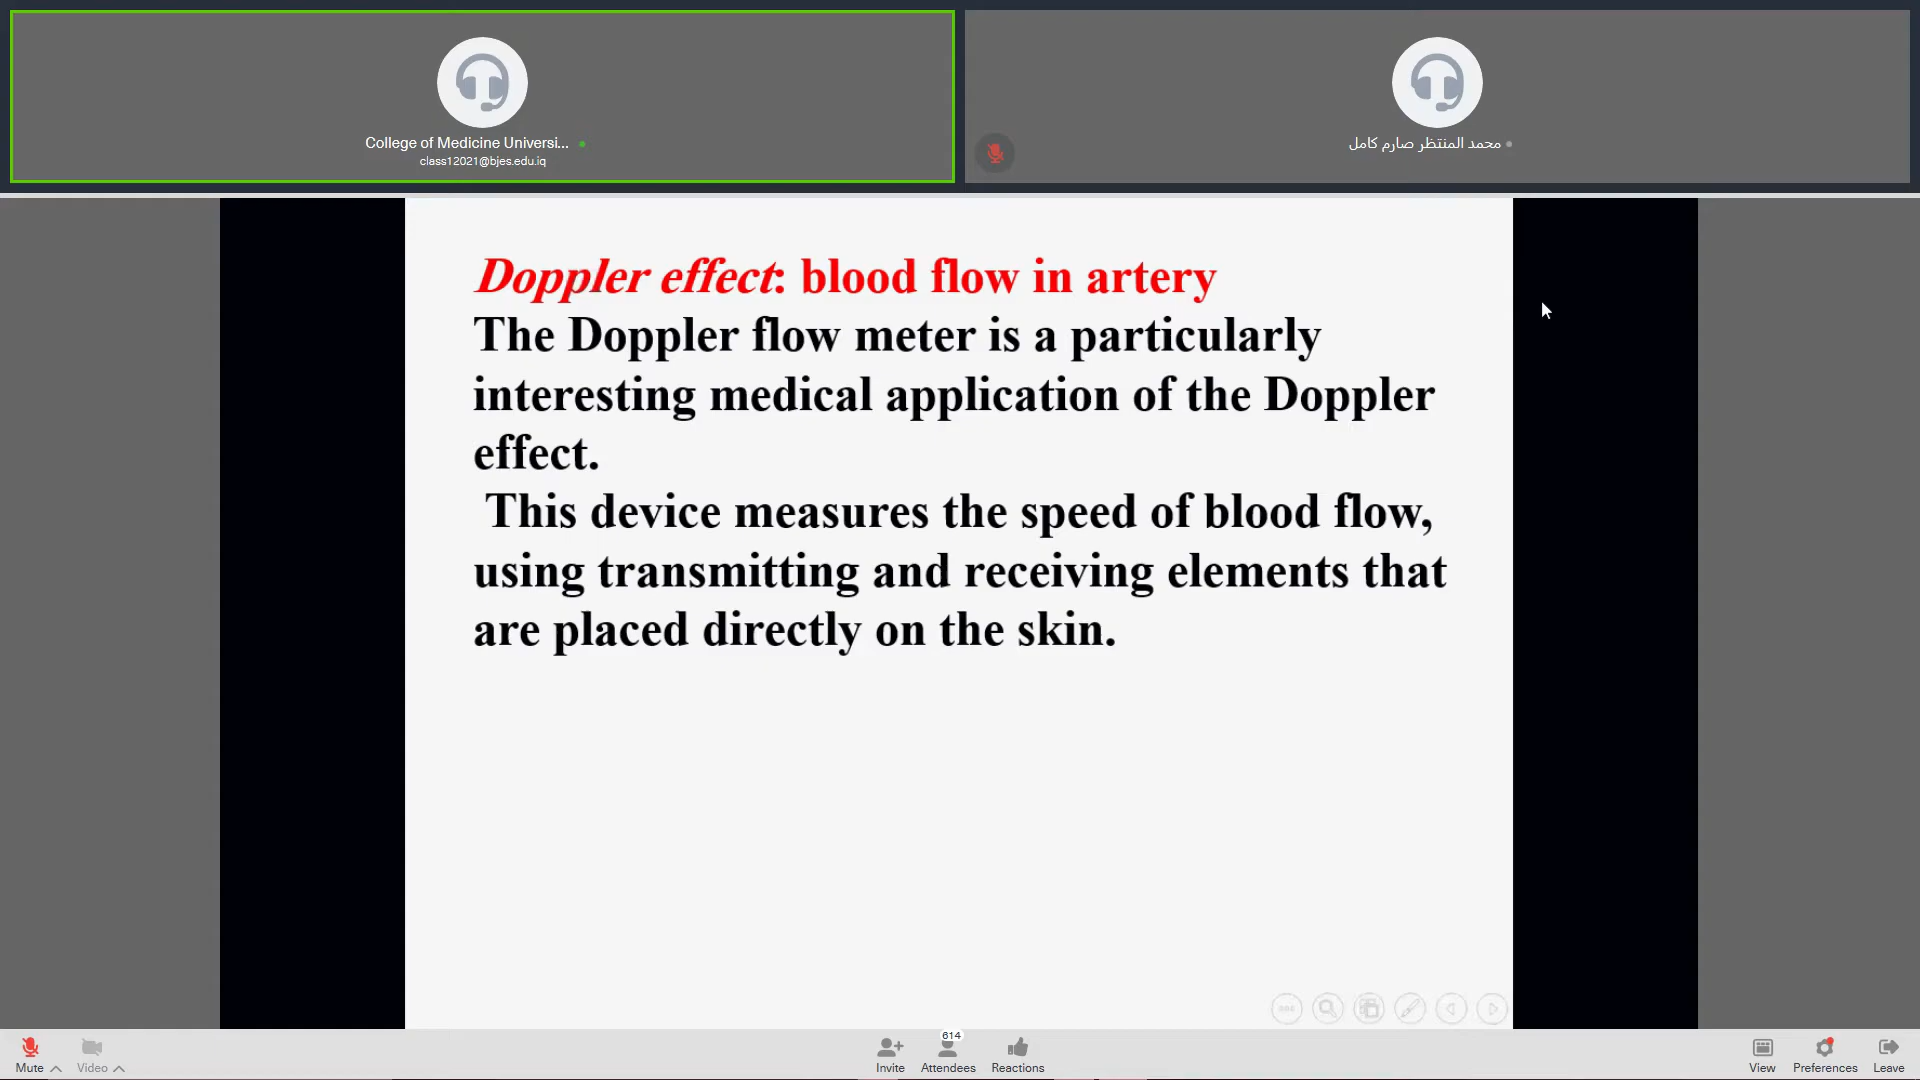 College of Medicine Universi...
class12021@bjes.edu.iq
محمد المنتظر صارم كامل
Doppler effect: blood flow in artery
The Doppler flow meter is a particularly
interesting medical application of the Doppler
effect.
This device measures the speed of blood flow,
using transmitting and receiving elements that
are placed directly on the skin.
614
Mute
Video
Invite
Attendees
Reactions
View
Preferences
Leave